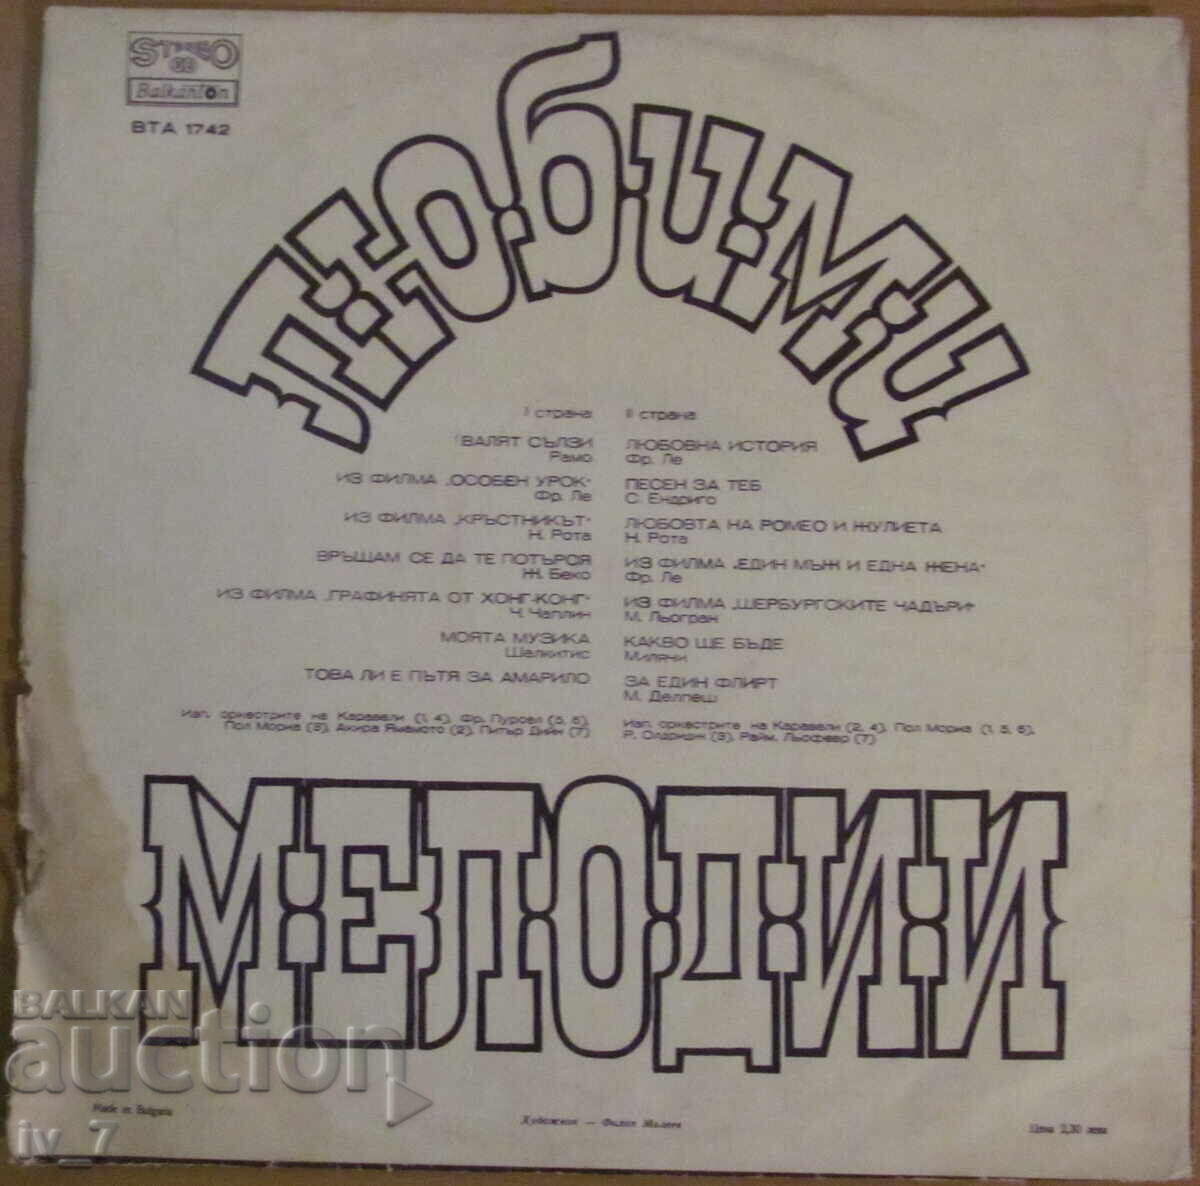 STEREO
Balkanton
ВТА 1742
ЛЮБИМИ
I страна
ВАЛЯТ СЪЛЗИ
Рамо
ИЗ ФИЛМА „ОСОБЕН УРОК“
Фр. Ле
ИЗ ФИЛМА „КРЪСТНИКЪТ“
Н. Рота
ВРЪЩАМ СЕ ДА ТЕ ПОТЪРСЯ
Ж. Беко
ИЗ ФИЛМА „ГРАФИНЯТА ОТ ХОНГ-КОНГ“
Ч. Чаплин
МОЯТА МУЗИКА
Шалкитис
ТОВА ЛИ Е ПЪТЯ ЗА АМАРИЛО
Изп. оркестрите на Каравели (1, 4), Фр. Пурсел (5, 6),
Пол Мориа (3), Акира Ямамото (2), Питър Дийн (7)
II страна
ЛЮБОВНА ИСТОРИЯ
Фр. Ле
ПЕСЕН ЗА ТЕБ
С. Ендриго
ЛЮБОВТА НА РОМЕО И ЖУЛИЕТА
Н. Рота
ИЗ ФИЛМА „ЕДИН МЪЖ И ЕДНА ЖЕНА“
Фр. Ле
ИЗ ФИЛМА „ШЕРБУРГСКИТЕ ЧАДЪРИ“
М. Льогран
КАКВО ЩЕ БЪДЕ
Миляни
ЗА ЕДИН ФЛИРТ
М. Делпеш
Изп. оркестрите на Каравели (2, 4), Пол Мориа (1, 5, 6),
Р. Олдридж (3), Райм. Льофевр (7)
МЕЛОДИИ
BALKAN
auction
iv_7
Made in Bulgaria
Художник — Филип Малеев
Цена 2,30 лева